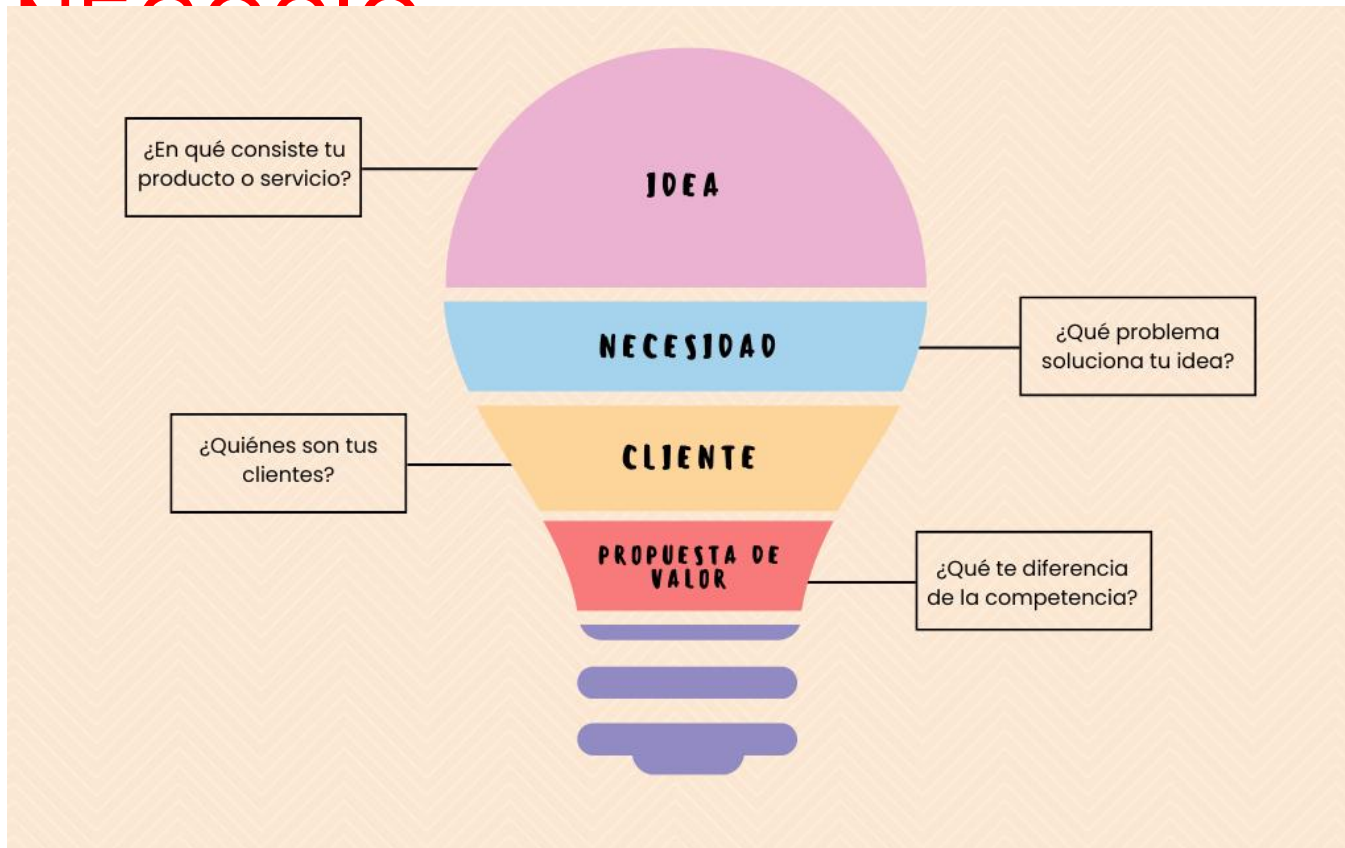 ¿En qué consiste tu
producto o servicio?
IDEA
NECESIDAD
¿Qué problema
soluciona tu idea?
¿Quiénes son tus
clientes?
CLIENTE
PROPUESTA DE
VALOR
¿Qué te diferencia
de la competencia?